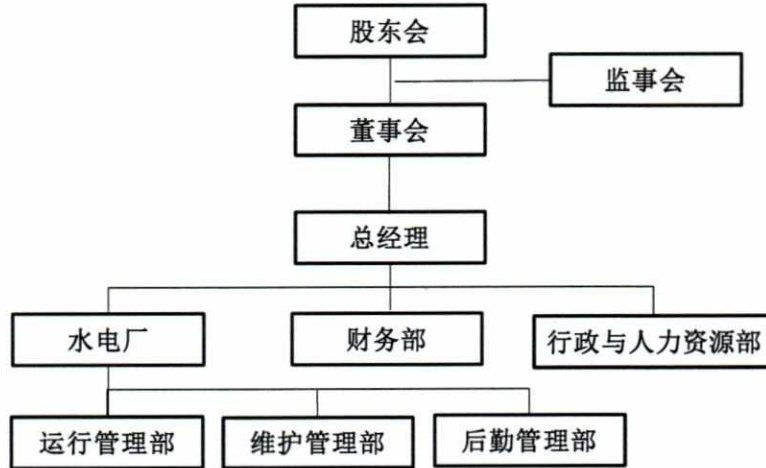 股东会
监事会
董事会
总经理
水电厂
财务部
行政与人力资源部
运行管理部
维护管理部
后勤管理部